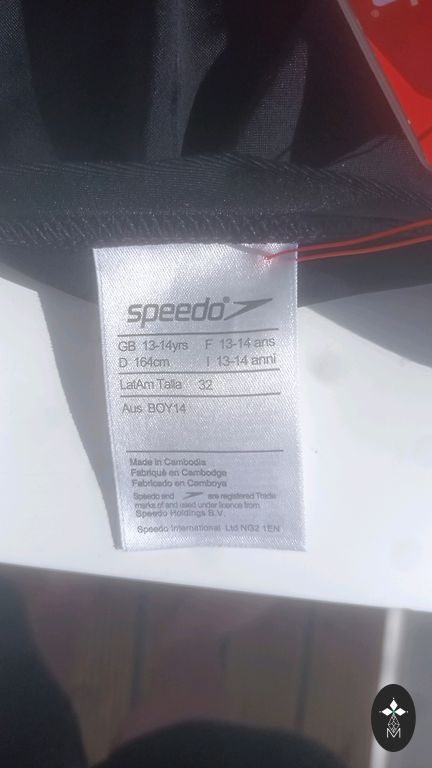 speedo
GB 13-14yrs F 13-14 ans
D 164cm I 13-14 anni
LatAm Talla 32
Aus BOY14
Made in Cambodia
Fabriqué en Cambodge
Fabricado en Camboya
Speedo and are registered Trade
marks of and used under licence from
Speedo Holdings B.V.
Speedo International Ltd NG2 1EN
M